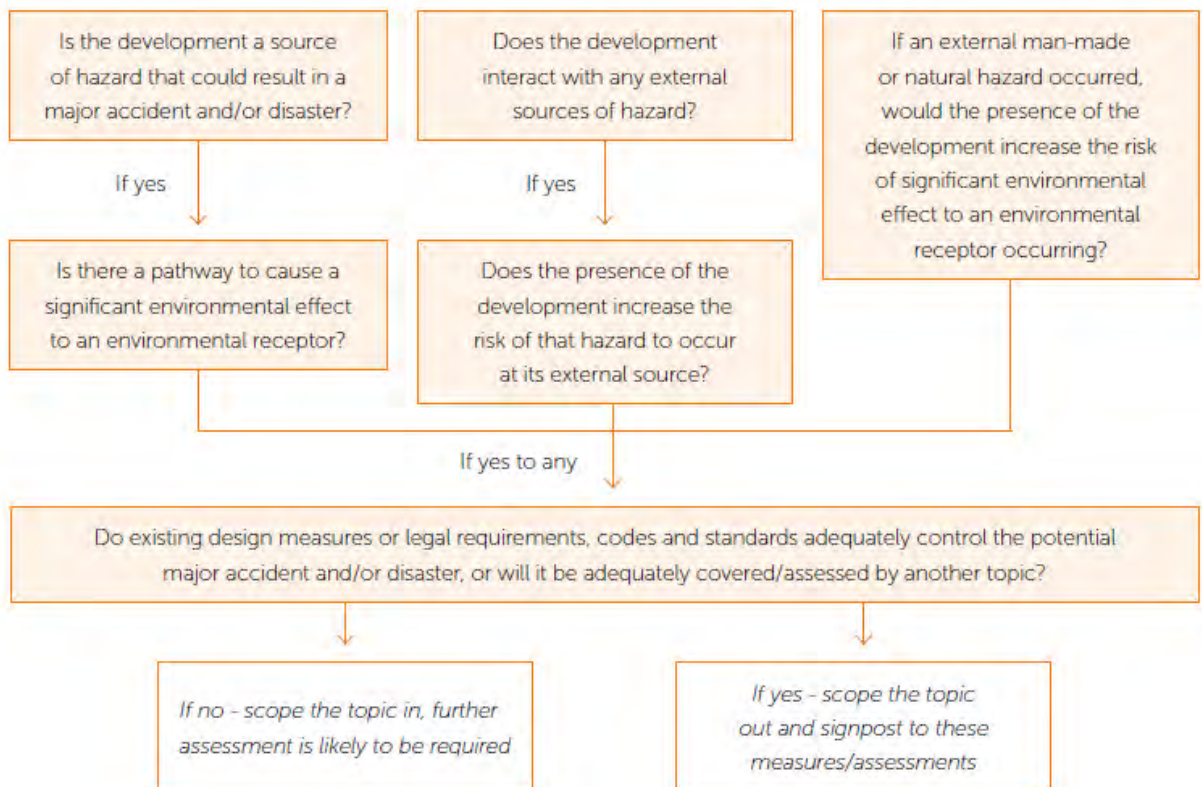 Is the development a source
of hazard that could result in a
major accident and/or disaster?
Does the development
interact with any external
sources of hazard?
If an external man-made
or natural hazard occurred,
would the presence of the
development increase the risk
of significant environmental
effect to an environmental
receptor occurring?
If yes
If yes
Is there a pathway to cause a
significant environmental effect
to an environmental receptor?
Does the presence of the
development increase the
risk of that hazard to occur
at its external source?
If yes to any
Do existing design measures or legal requirements, codes and standards adequately control the potential
major accident and/or disaster, or will it be adequately covered/assessed by another topic?
If no - scope the topic in, further
assessment is likely to be required
If yes - scope the topic
out and signpost to these
measures/assessments